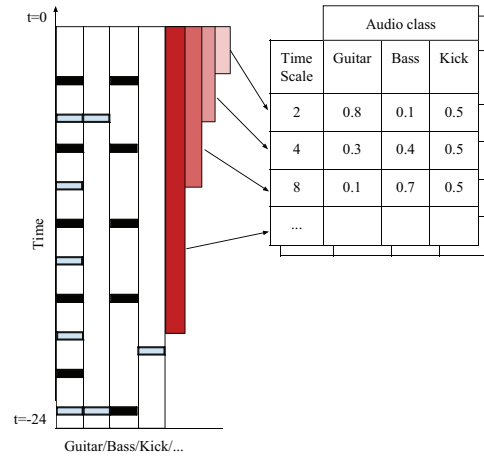 t=0
Time
t=-24
Guitar/Bass/Kick/...
Audio class
Time Scale Guitar Bass Kick
2 0.8 0.1 0.5
4 0.3 0.4 0.5
8 0.1 0.7 0.5
...